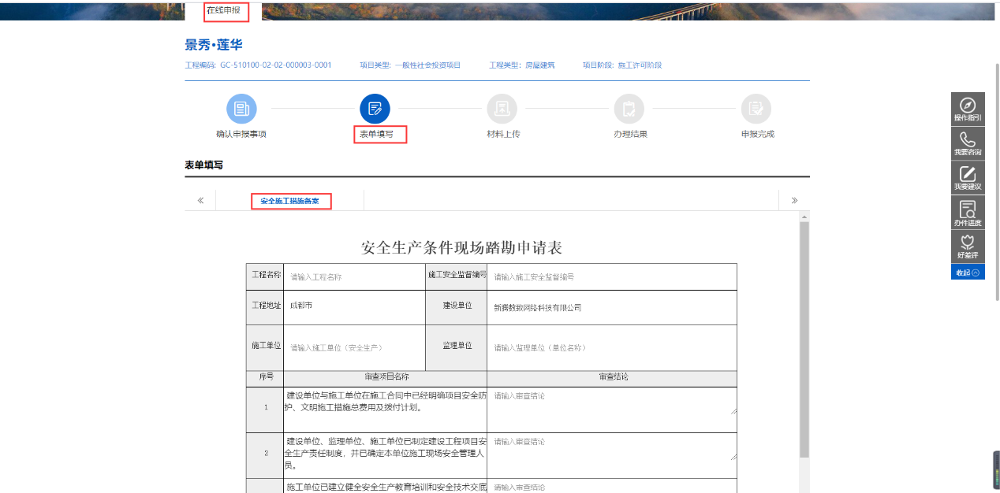 在线申报
景秀•莲华
工程编码: GC-510100-02-02-000003-0001 项目类型: 一般性社会投资项目 工程类型: 房屋建筑 项目阶段: 施工许可阶段
确认申报事项 表单填写 材料上传 办理结果 申报完成
表单填写
安全施工措施备案
安全生产条件现场踏勘申请表
工程名称 请输入工程名称 施工安全监督编号 请输入施工安全监督编号
工程地址 成都市 建设单位 新腾数致网络科技有限公司
施工单位 请输入施工单位（安全生产） 监理单位 请输入监理单位（单位名称）
序号 审查项目名称 审查结论
1 建设单位与施工单位在施工合同中已经明确项目安全防
护、文明施工措施总费用及拨付计划。
请输入审查结论
2 建设单位、监理单位、施工单位已制定建设工程项目安
全生产责任制度，并已确定本单位施工现场安全管理人
员。
请输入审查结论
施工单位已建立健全安全生产教育培训和安全技术交底
请输入审查结论
操作指引
我要咨询
我要建议
办件进度
好差评
收起